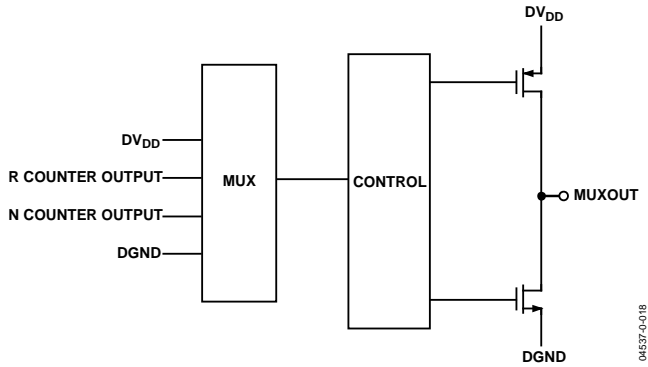 DVDD
DVDD
R COUNTER OUTPUT
N COUNTER OUTPUT
DGND
MUX
CONTROL
MUXOUT
DGND
04537-0-018